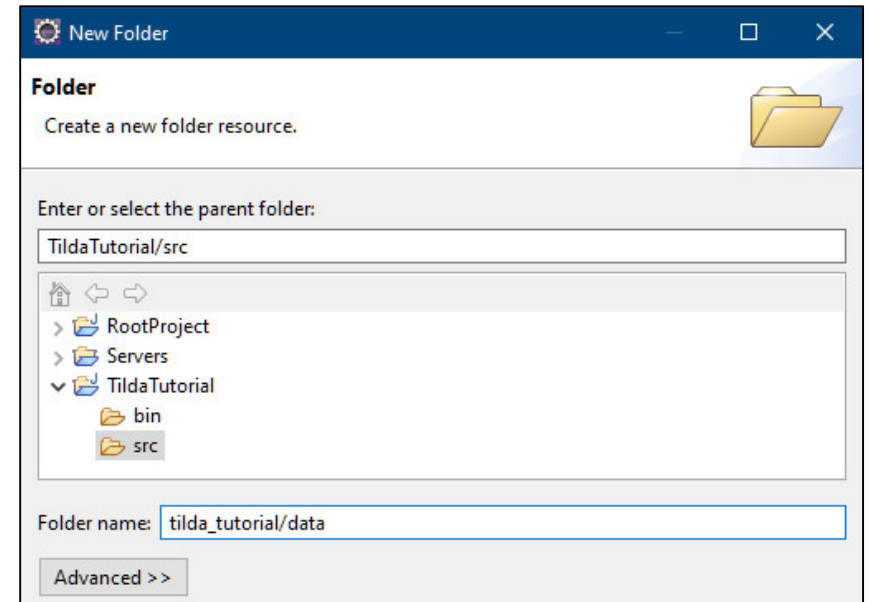 New Folder
Folder
Create a new folder resource.
Enter or select the parent folder:
TildaTutorial/src
RootProject
Servers
TildaTutorial
bin
src
Folder name: tilda_tutorial/data
Advanced >>